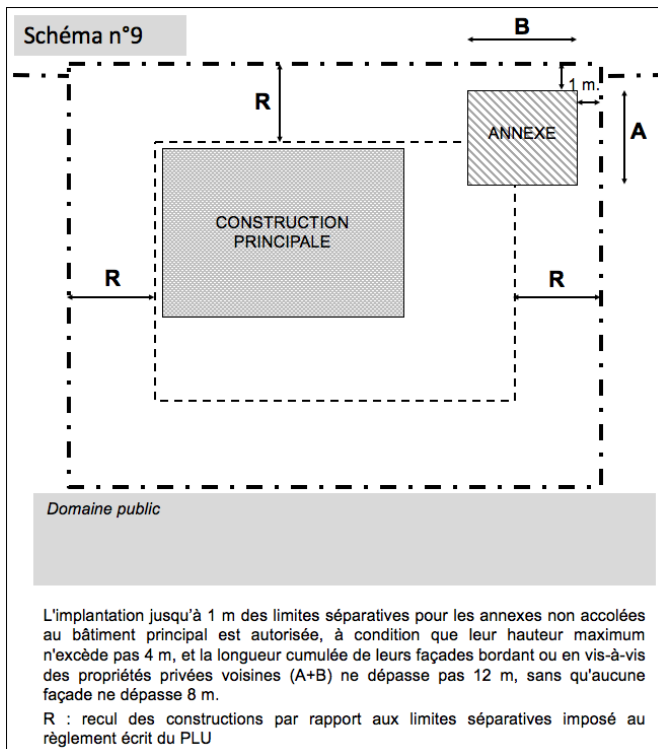 Schéma n°9
B
R
1 m.
ANNEXE
A
CONSTRUCTION
PRINCIPALE
R
R
Domaine public
L'implantation jusqu'à 1 m des limites séparatives pour les annexes non accolées
au bâtiment principal est autorisée, à condition que leur hauteur maximum
n'excède pas 4 m, et la longueur cumulée de leurs façades bordant ou en vis-à-vis
des propriétés privées voisines (A+B) ne dépasse pas 12 m, sans qu'aucune
façade ne dépasse 8 m.
R : recul des constructions par rapport aux limites séparatives imposé au
règlement écrit du PLU